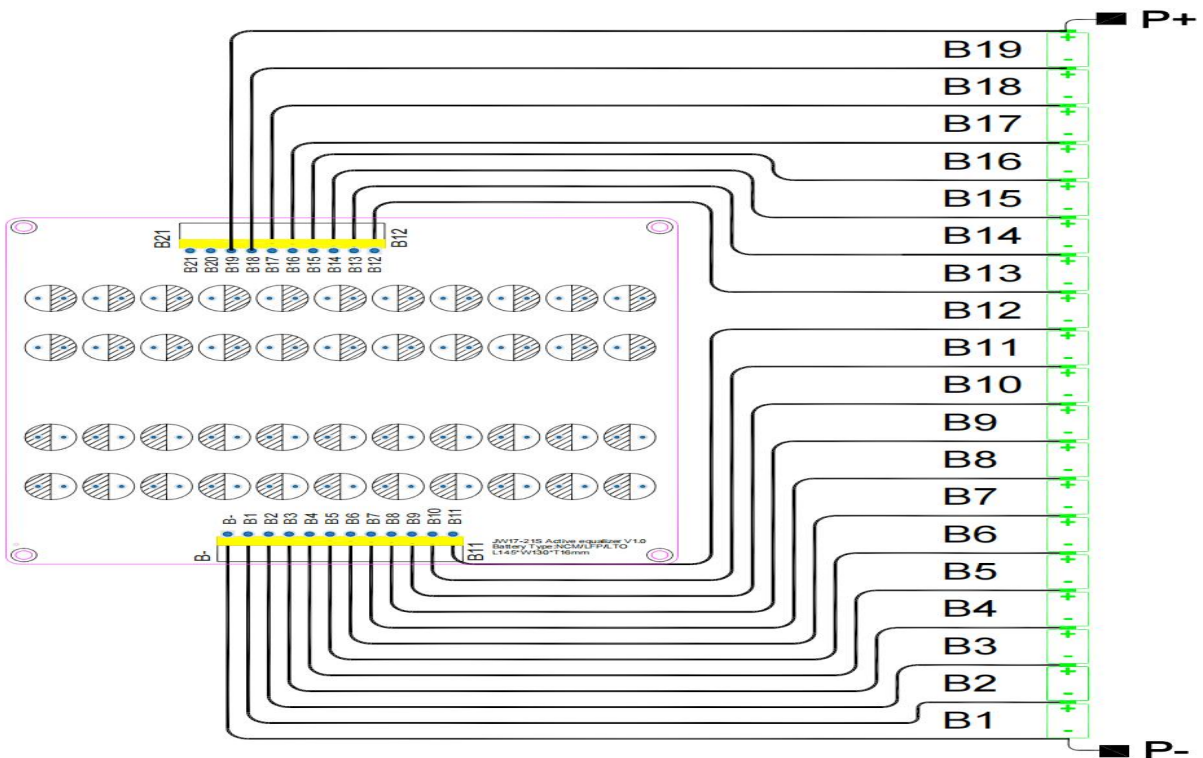 P+
B19
B18
B17
B16
B15
B14
B13
B12
B11
B10
B9
B8
B7
B6
B5
B4
B3
B2
B1
P-
B21
B12
B21 B20 B19 B18 B17 B16 B15 B14 B13 B12
B- B1 B2 B3 B4 B5 B6 B7 B8 B9 B10 B11
B-
B11
JW17-21S Active equalizer V1.0
Battery Type:NCM/LFP/LTO
L145*W130*T16mm